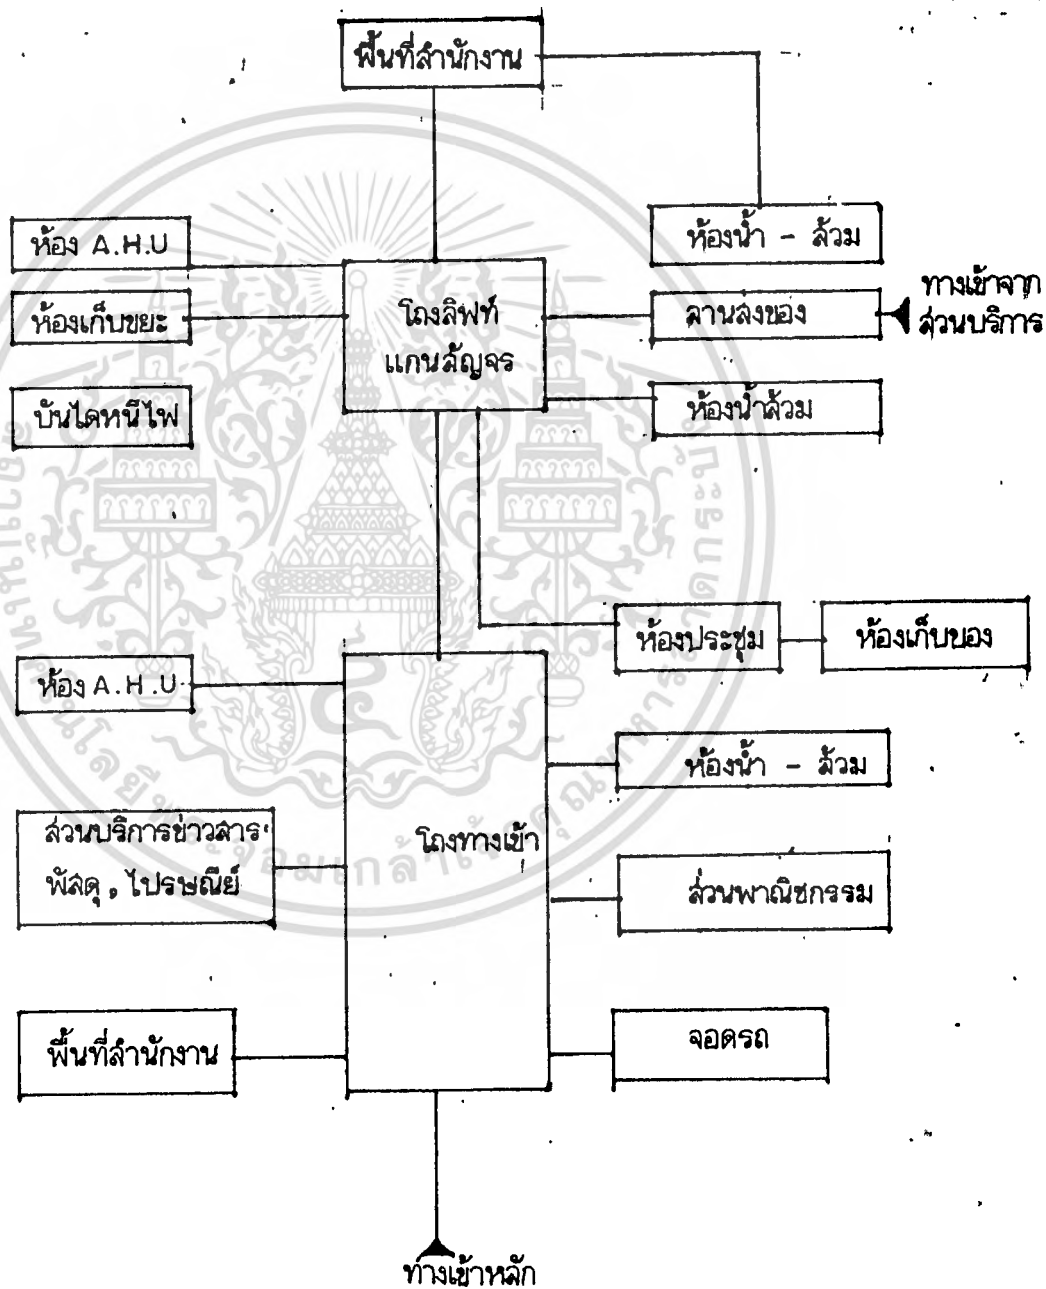 พื้นที่สำนักงาน
ห้อง A.H.U
ห้องน้ำ - ส้วม
ห้องเก็บขยะ
โถงลิฟท์
แกนสัญจร
ลานลงของ
ทางเข้าจาก
ส่วนบริการ
บันไดหนีไฟ
ห้องน้ำส้วม
ห้องประชุม
ห้องเก็บของ
ห้อง A.H.U
ห้องน้ำ - ส้วม
ส่วนบริการข่าวสาร
พัสดุ, ไปรษณีย์
โถงทางเข้า
ส่วนพาณิชกรรม
พื้นที่สำนักงาน
จอดรถ
ทางเข้าหลัก